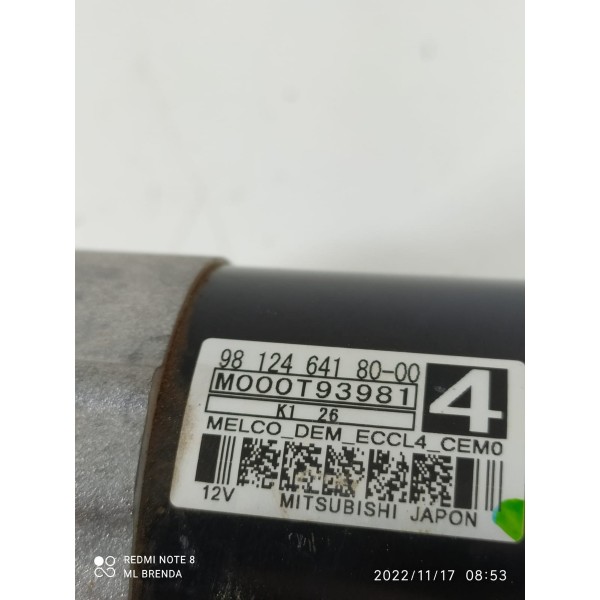 98 124 641 80-00
M000T93981
K1 26
4
MELCO_DEM_ECCL4_CEM0
12V
MITSUBISHI JAPON
REDMI NOTE 8
ML BRENDA
2022/11/17 08:53